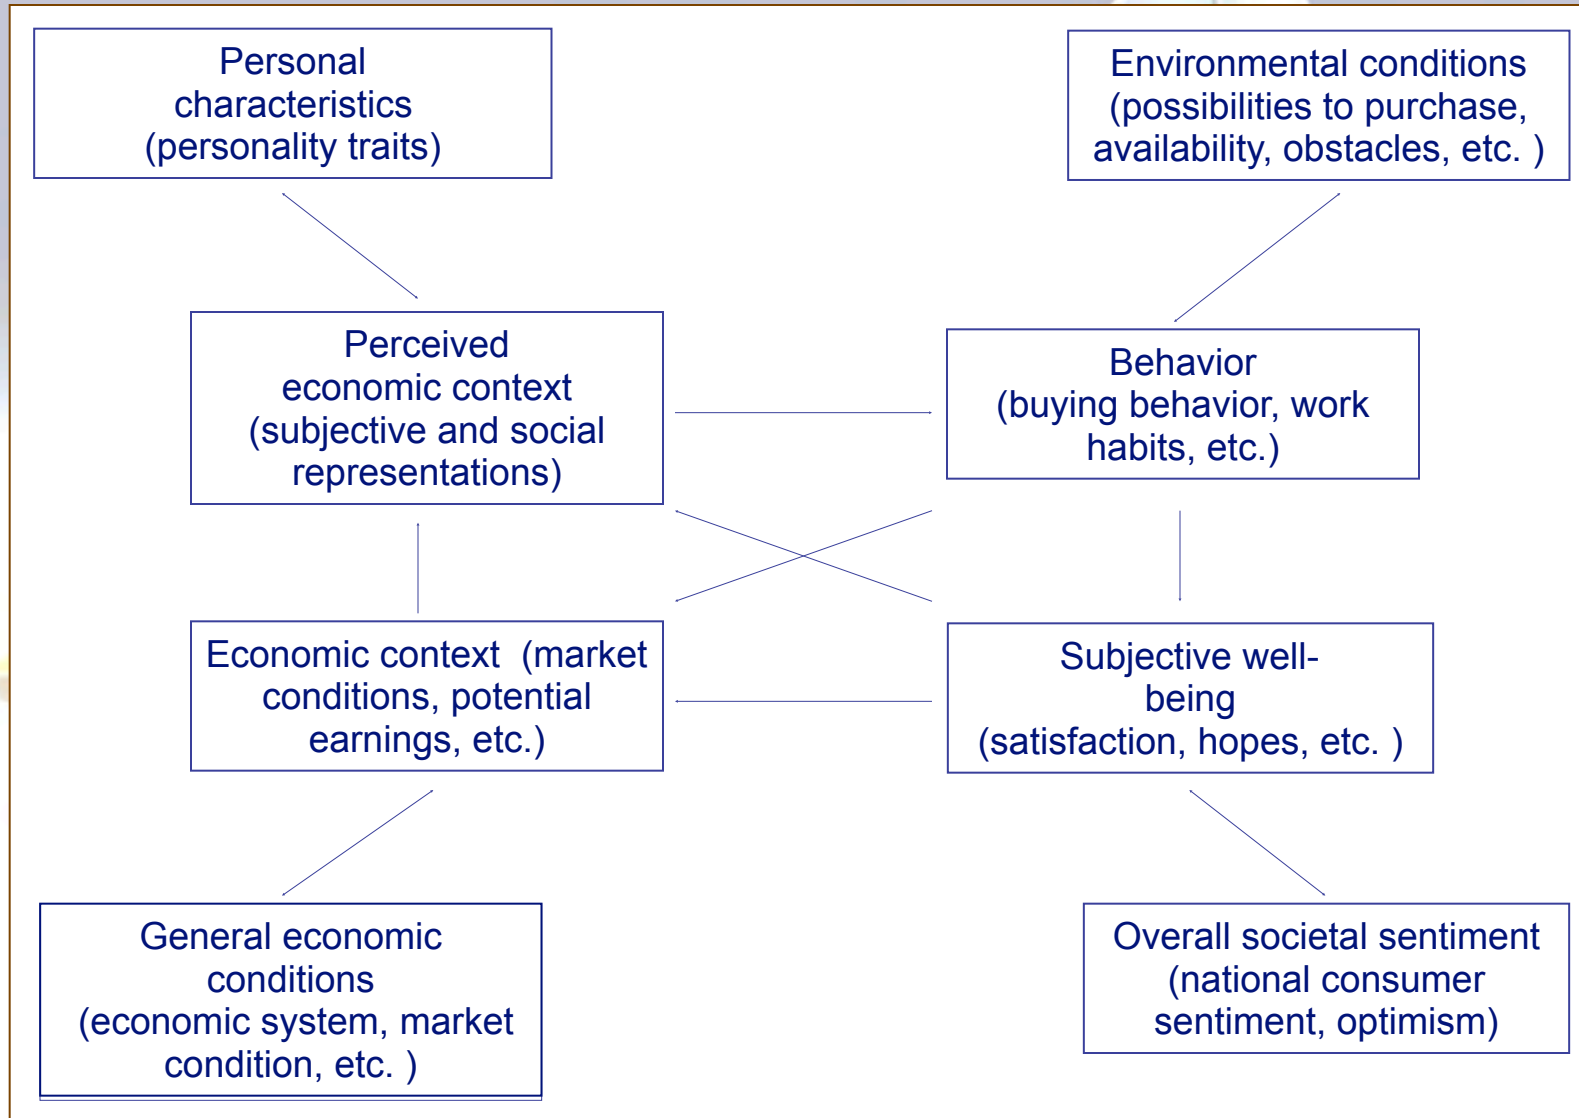 Personal
characteristics
(personality traits)
Environmental conditions
(possibilities to purchase,
availability, obstacles, etc. )
Perceived
economic context
(subjective and social
representations)
Behavior
(buying behavior, work
habits, etc.)
Economic context  (market
conditions, potential
earnings, etc.)
Subjective well-
being
(satisfaction, hopes, etc. )
General economic
conditions
(economic system, market
condition, etc. )
Overall societal sentiment
(national consumer
sentiment, optimism)